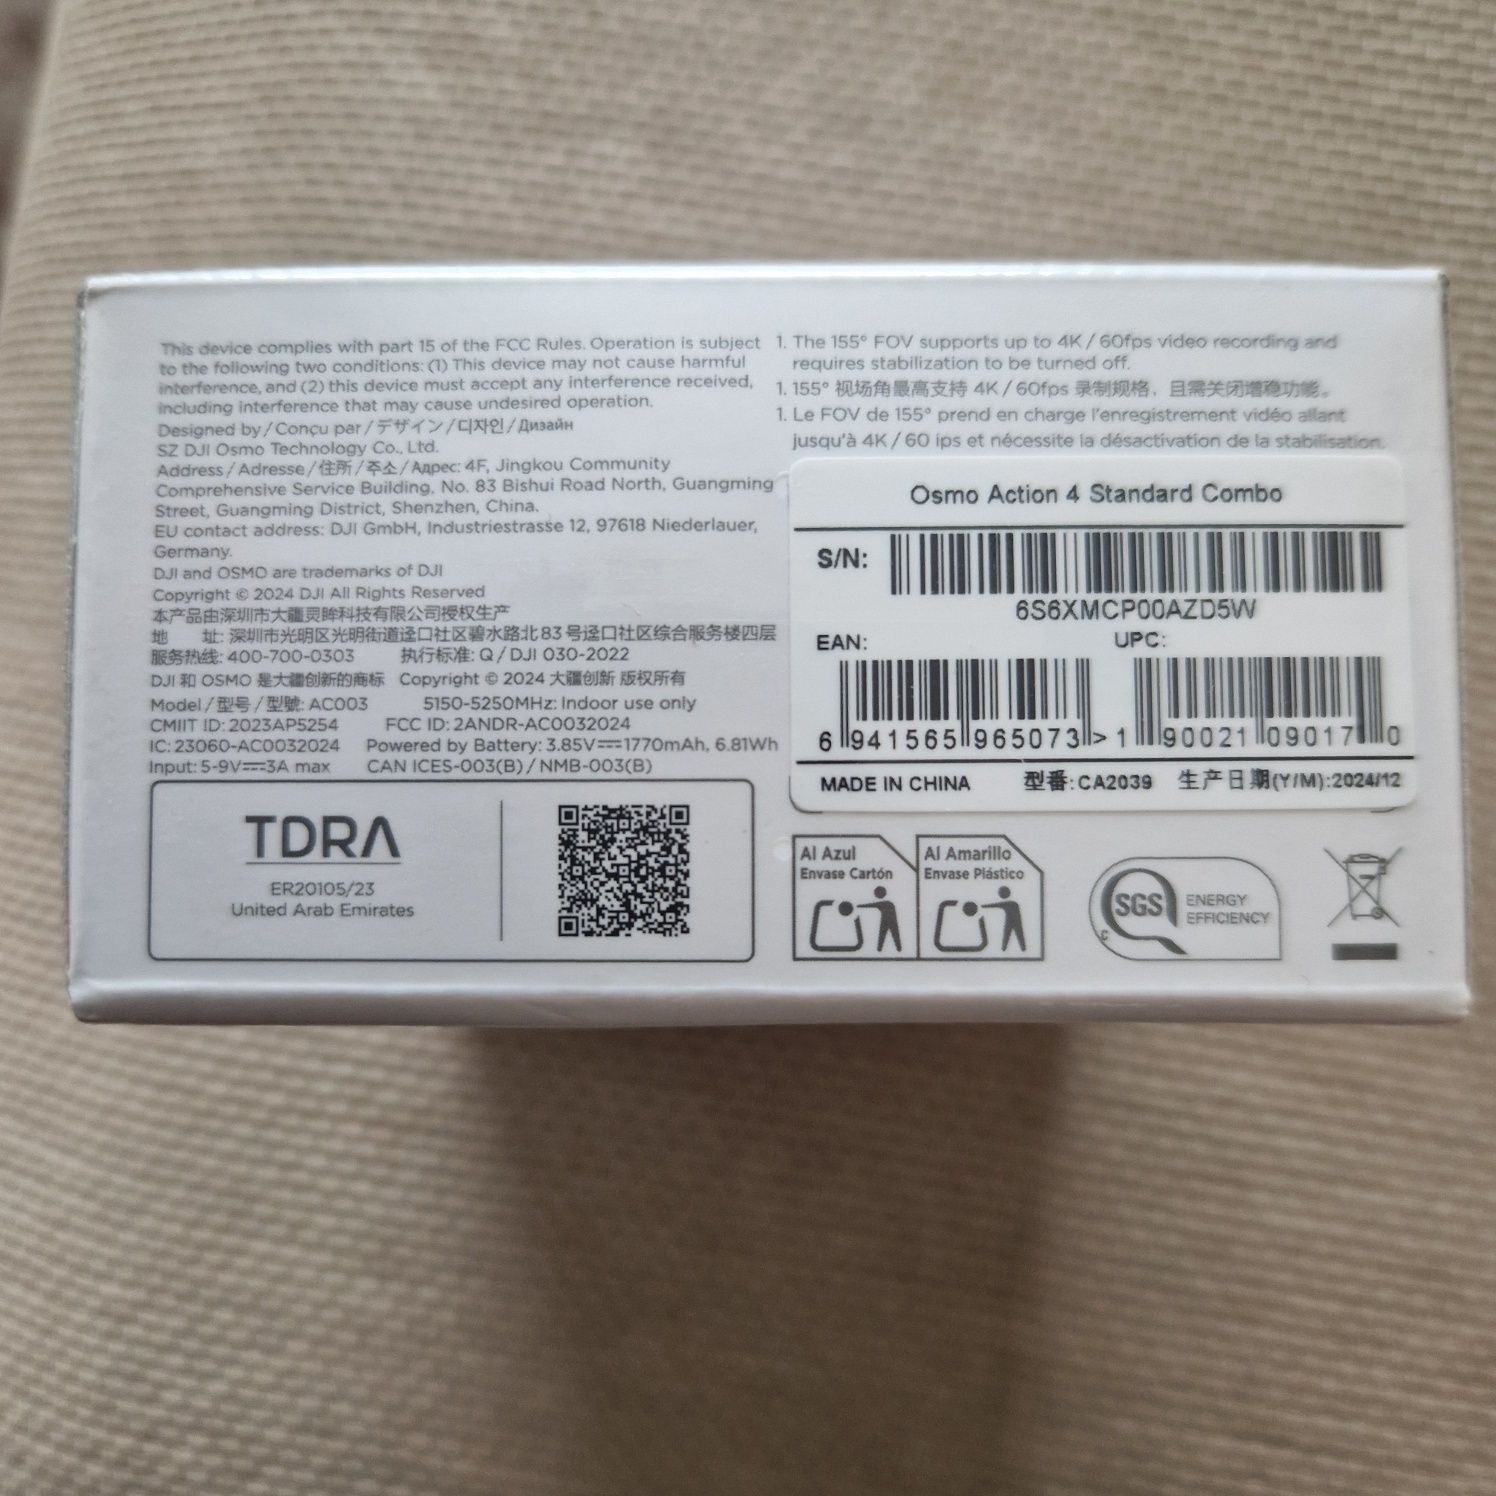 This device complies with part 15 of the FCC Rules. Operation is subject
to the following two conditions: (1) This device may not cause harmful
interference, and (2) this device must accept any interference received,
including interference that may cause undesired operation.
Designed by / Conçu par / デザイン / 디자인 / Дизайн
SZ DJI Osmo Technology Co., Ltd.
Address / Adresse / 住所 / 주소 / Адрес: 4F, Jingkou Community
Comprehensive Service Building, No. 83 Bishui Road North, Guangming
Street, Guangming District, Shenzhen, China.
EU contact address: DJI GmbH, Industriestrasse 12, 97618 Niederlauer,
Germany.
DJI and OSMO are trademarks of DJI
Copyright © 2024 DJI All Rights Reserved
本产品由深圳市大疆灵眸科技有限公司授权生产
地 址: 深圳市光明区光明街道迳口社区碧水路北83号迳口社区综合服务楼四层
服务热线: 400-700-0303 执行标准: Q / DJI 030-2022
DJI 和 OSMO 是大疆创新的商标 Copyright © 2024 大疆创新 版权所有
Model / 型号 / 型號: AC003 5150-5250MHz: Indoor use only
CMIIT ID: 2023AP5254 FCC ID: 2ANDR-AC0032024
IC: 23060-AC0032024 Powered by Battery: 3.85V⎓1770mAh, 6.81Wh
Input: 5-9V⎓3A max CAN ICES-003(B) / NMB-003(B)
TDRA
ER20105/23
United Arab Emirates
1. The 155° FOV supports up to 4K / 60fps video recording and
requires stabilization to be turned off.
1. 155° 视场角最高支持 4K / 60fps 录制规格，且需关闭增稳功能。
1. Le FOV de 155° prend en charge l'enregistrement vidéo allant
jusqu'à 4K / 60 ips et nécessite la désactivation de la stabilisation.
Osmo Action 4 Standard Combo
S/N:
6S6XMCP00AZD5W
EAN: UPC:
6 941565 965073 > 1 90021 09017 0
MADE IN CHINA 型番: CA2039 生产日期(Y/M): 2024/12
Al Azul
Envase Cartón
Al Amarillo
Envase Plástico
SGS
ENERGY
EFFICIENCY